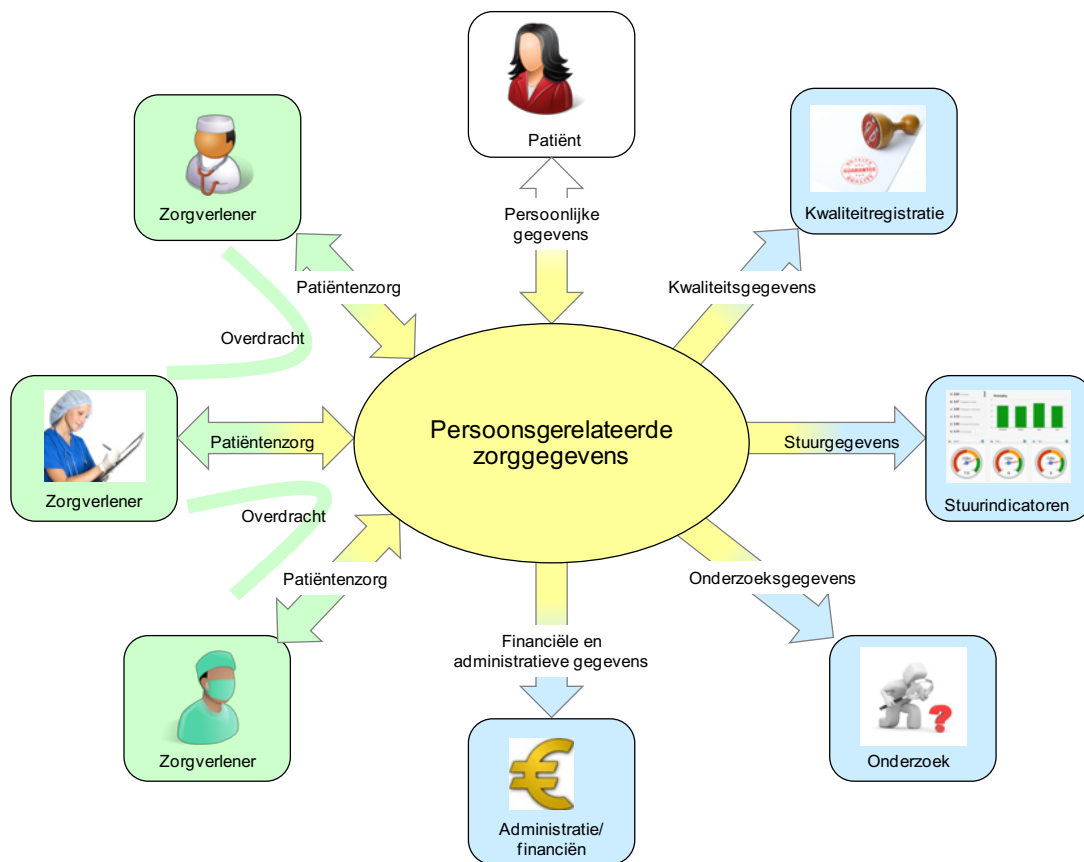 Patiënt
Zorgverlener
Kwaliteitregistratie
GUARANTEE
Persoonlijke
gegevens
Patiëntenzorg
Kwaliteitsgegevens
Overdracht
Persoonsgerelateerde
zorggegevens
Patiëntenzorg
Stuurgegevens
Zorgverlener
Stuurindicatoren
Overdracht
Patiëntenzorg
Onderzoeksgegevens
Financiële en
administratieve gegevens
Zorgverlener
Onderzoek
?
€
Administratie/
financiën